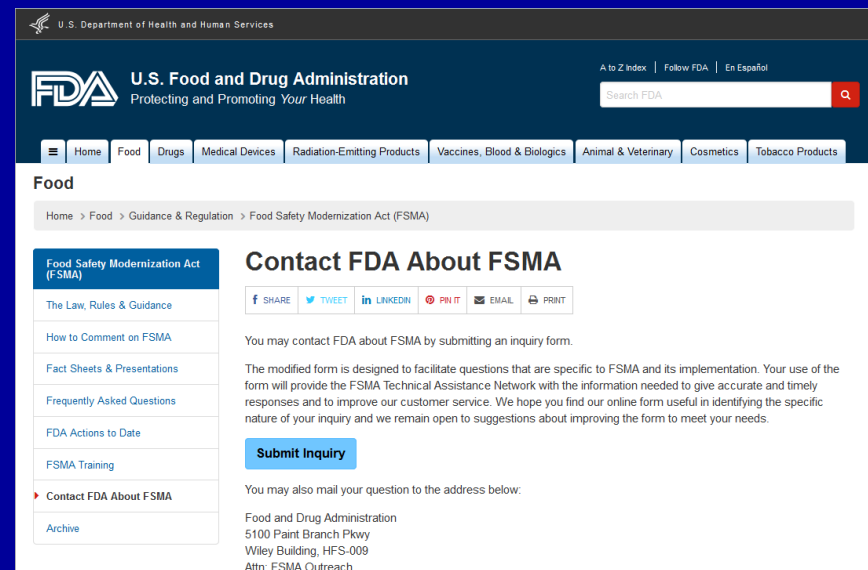 U.S. Department of Health and Human Services
A to Z Index | Follow FDA | En Español
FDA
U.S. Food and Drug Administration
Protecting and Promoting Your Health
Search FDA
Home Food Drugs Medical Devices Radiation-Emitting Products Vaccines, Blood & Biologics Animal & Veterinary Cosmetics Tobacco Products
Food
Home > Food > Guidance & Regulation > Food Safety Modernization Act (FSMA)
Food Safety Modernization Act
(FSMA)
The Law, Rules & Guidance
How to Comment on FSMA
Fact Sheets & Presentations
Frequently Asked Questions
FDA Actions to Date
FSMA Training
Contact FDA About FSMA
Archive
Contact FDA About FSMA
f SHARE TWEET in LINKEDIN PIN IT EMAIL PRINT
You may contact FDA about FSMA by submitting an inquiry form.
The modified form is designed to facilitate questions that are specific to FSMA and its implementation. Your use of the
form will provide the FSMA Technical Assistance Network with the information needed to give accurate and timely
responses and to improve our customer service. We hope you find our online form useful in identifying the specific
nature of your inquiry and we remain open to suggestions about improving the form to meet your needs.
Submit Inquiry
You may also mail your question to the address below:
Food and Drug Administration
5100 Paint Branch Pkwy
Wiley Building, HFS-009
Attn: FSMA Outreach